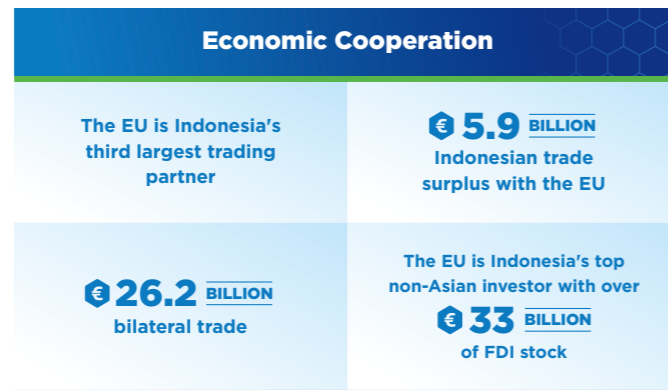 Economic Cooperation
The EU is Indonesia's
third largest trading
partner
€ 5.9 BILLION
Indonesian trade
surplus with the EU
€ 26.2 BILLION
bilateral trade
The EU is Indonesia's top
non-Asian investor with over
€ 33 BILLION
of FDI stock